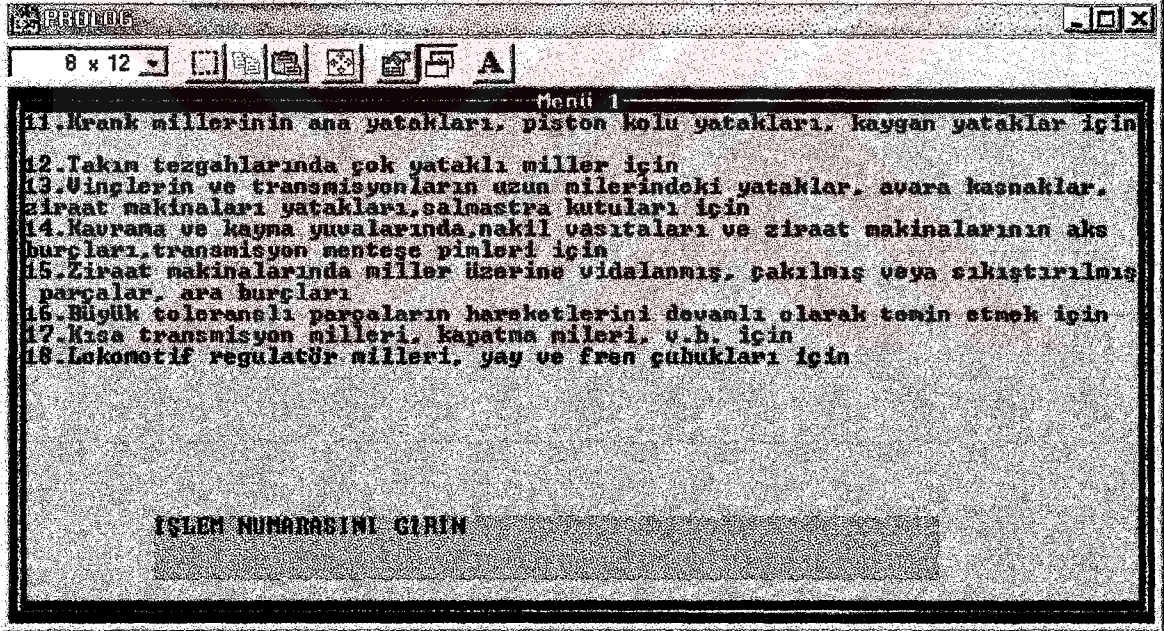 PROLOG
8 x 12
A
Menü 1
11.Krank millerinin ana yatakları, piston kolu yatakları, kaygan yataklar için
12.Takım tezgahlarında çok yataklı miller için
13.Vinçlerin ve transmisyonların uzun milerindeki yataklar, avara kasnaklar,
ziraat makinaları yatakları,salmastra kutuları için
14.Kavrama ve kayma yuvalarında,nakil vasıtaları ve ziraat makinalarının aks
burçları,transmisyon menteşe pimleri için
15.Ziraat makinalarında miller üzerine vidalanmış, çakılmış veya sıkıştırılmış
parçalar, ara burçları
16.Büyük toleranslı parçaların hareketlerini devamlı olarak temin etmek için
17.Kısa transmisyon milleri, kapatma mileri, v.b. için
18.Lokomotif regulatör milleri, yay ve fren çubukları için
İŞLEM NUMARASINI GİRİN